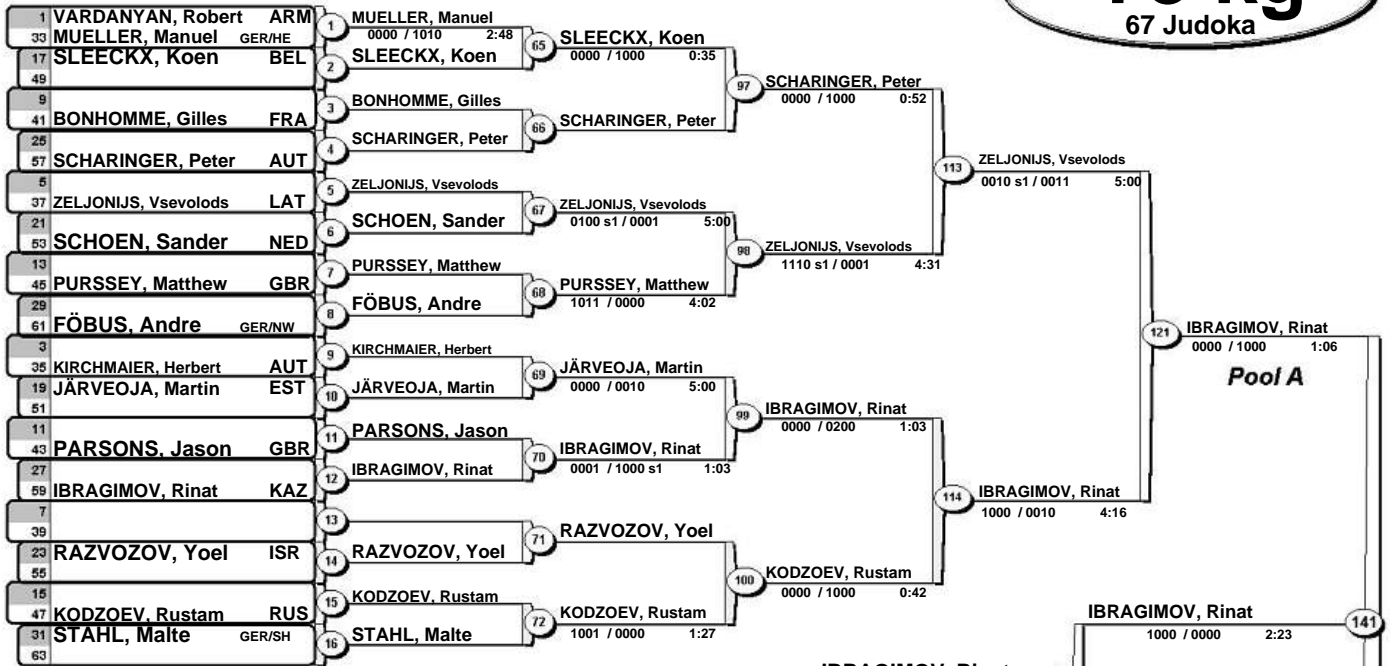 67 Judoka
1 VARDANYAN, Robert ARM
33 MUELLER, Manuel GER/HE
17 SLEECKX, Koen BEL
49
9
41 BONHOMME, Gilles FRA
25
57 SCHARINGER, Peter AUT
5
37 ZELJONIJS, Vsevolods LAT
21
53 SCHOEN, Sander NED
13
45 PURSSEY, Matthew GBR
29
61 FÖBUS, Andre GER/NW
3
35 KIRCHMAIER, Herbert AUT
19 JÄRVEOJA, Martin EST
51
11
43 PARSONS, Jason GBR
27
59 IBRAGIMOV, Rinat KAZ
7
39
23 RAZVOZOV, Yoel ISR
55
15
47 KODZOEV, Rustam RUS
31 STAHL, Malte GER/SH
63
1 MUELLER, Manuel
0000 / 1010 2:48
2 SLEECKX, Koen
3 BONHOMME, Gilles
4 SCHARINGER, Peter
5 ZELJONIJS, Vsevolods
6 SCHOEN, Sander
7 PURSSEY, Matthew
8 FÖBUS, Andre
9 KIRCHMAIER, Herbert
10 JÄRVEOJA, Martin
11 PARSONS, Jason
12 IBRAGIMOV, Rinat
13
14 RAZVOZOV, Yoel
15 KODZOEV, Rustam
16 STAHL, Malte
65 SLEECKX, Koen
0000 / 1000 0:35
66 SCHARINGER, Peter
67 ZELJONIJS, Vsevolods
0100 s1 / 0001 5:00
68 PURSSEY, Matthew
1011 / 0000 4:02
69 JÄRVEOJA, Martin
0000 / 0010 5:00
70 IBRAGIMOV, Rinat
0001 / 1000 s1 1:03
71 RAZVOZOV, Yoel
72 KODZOEV, Rustam
1001 / 0000 1:27
97 SCHARINGER, Peter
0000 / 1000 0:52
98 ZELJONIJS, Vsevolods
1110 s1 / 0001 4:31
99 IBRAGIMOV, Rinat
0000 / 0200 1:03
100 KODZOEV, Rustam
0000 / 1000 0:42
113 ZELJONIJS, Vsevolods
0010 s1 / 0011 5:00
114 IBRAGIMOV, Rinat
1000 / 0010 4:16
121 IBRAGIMOV, Rinat
0000 / 1000 1:06
Pool A
IBRAGIMOV, Rinat
1000 / 0000 2:23
141